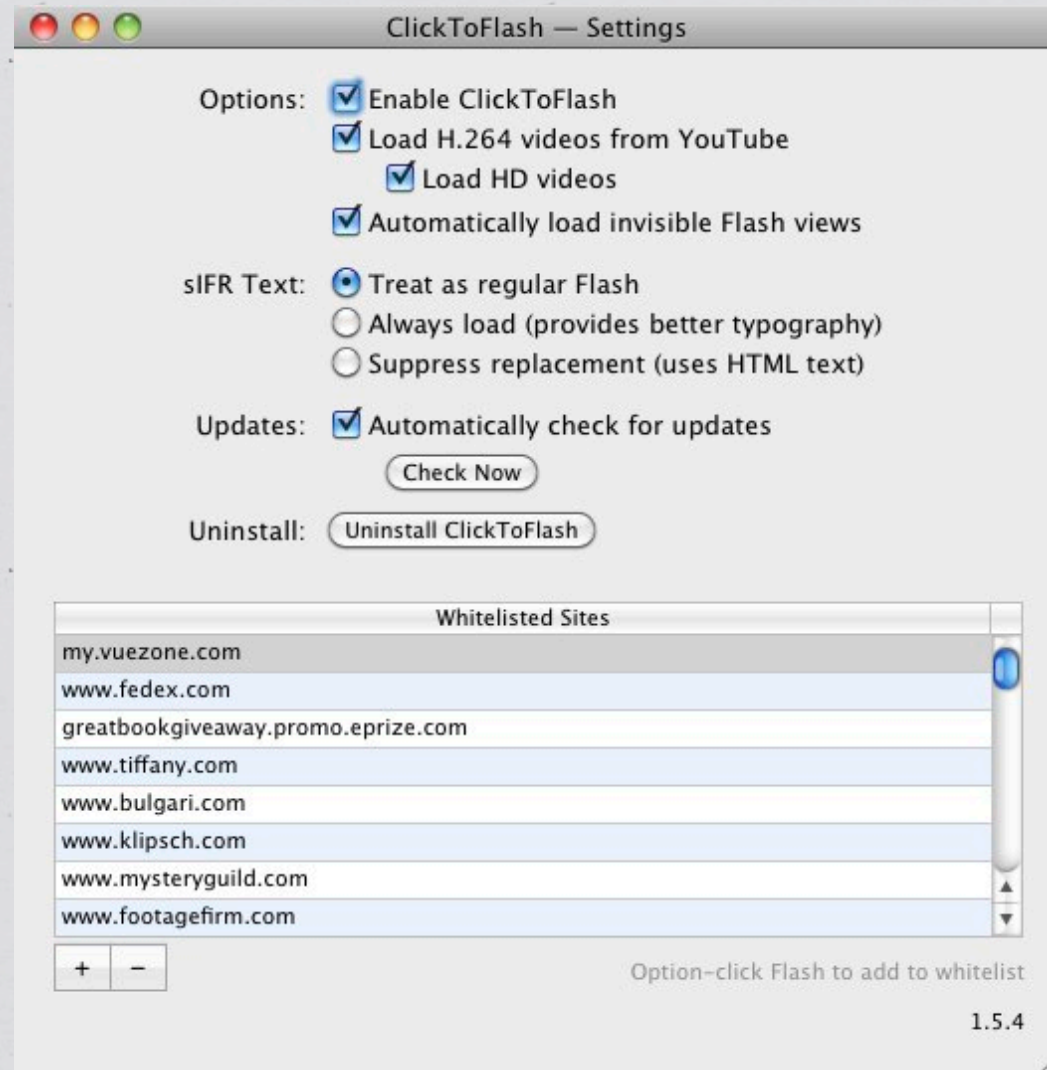 ClickToFlash — Settings
Options: Enable ClickToFlash
Load H.264 videos from YouTube
Load HD videos
Automatically load invisible Flash views
sIFR Text: Treat as regular Flash
Always load (provides better typography)
Suppress replacement (uses HTML text)
Updates: Automatically check for updates
Check Now
Uninstall: Uninstall ClickToFlash
Whitelisted Sites
my.vuezone.com
www.fedex.com
greatbookgiveaway.promo.eprize.com
www.tiffany.com
www.bulgari.com
www.klipsch.com
www.mysteryguild.com
www.footagefirm.com
+ −
Option-click Flash to add to whitelist
1.5.4